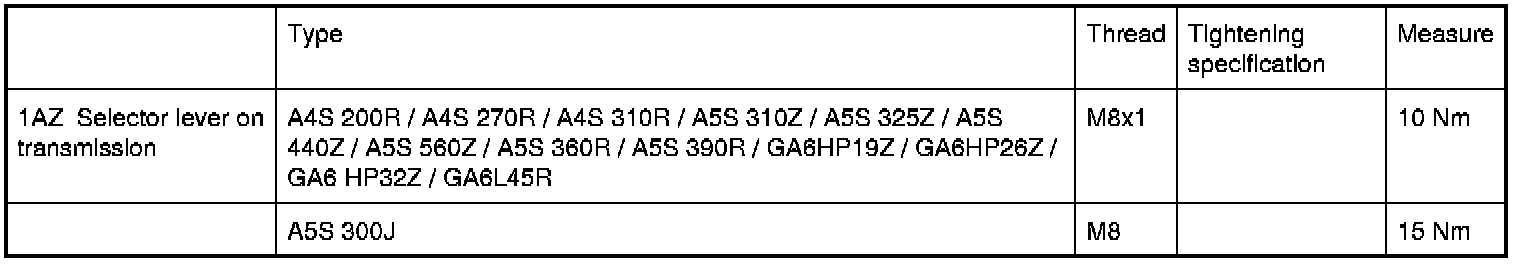 Type Thread Tightening Measure
specification
1AZ Selector lever on A4S 200R / A4S 270R / A4S 310R / A5S 310Z / A5S 325Z / A5S M8x1 10 Nm
transmission 440Z / A5S 560Z / A5S 360R / A5S 390R / GA6HP19Z / GA6HP26Z /
GA6 HP32Z / GA6L45R
A5S 300J M8 15 Nm